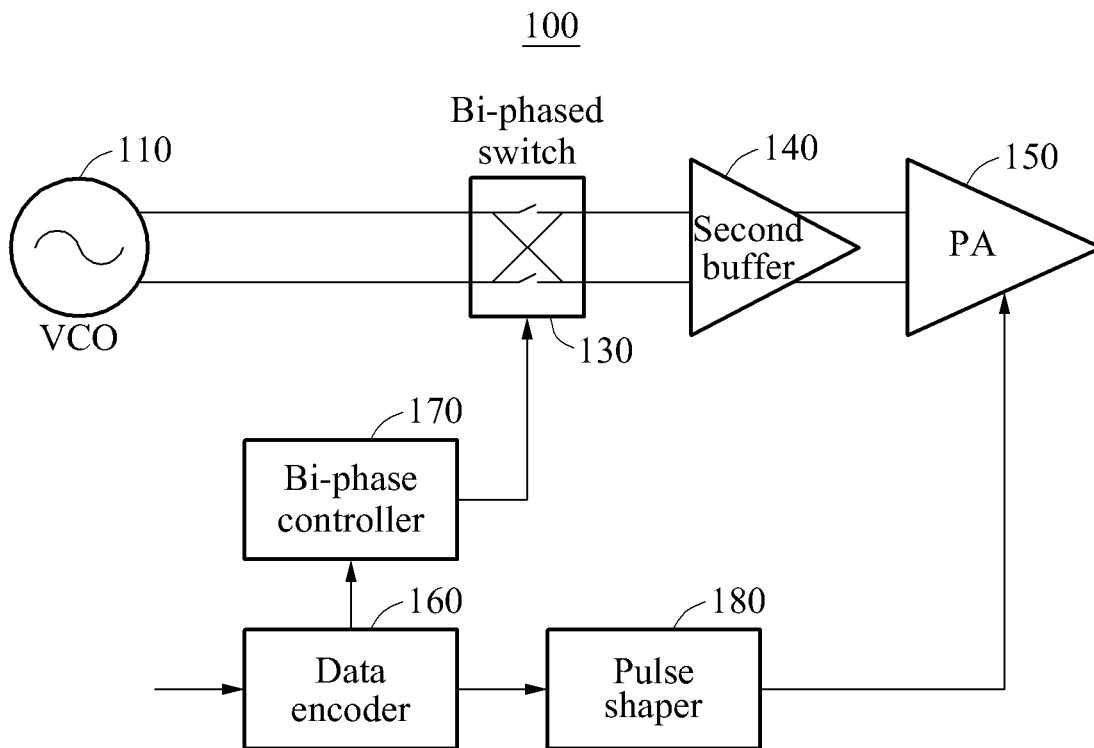 100
Bi-phased
switch
110
140
150
Second
buffer
PA
VCO
130
170
Bi-phase
controller
160
180
Data
encoder
Pulse
shaper